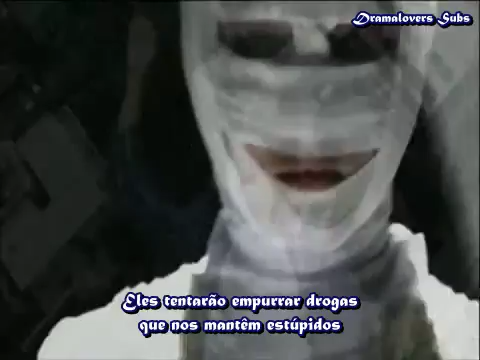 Dramalovers Subs
Eles tentarão empurrar drogas
que nos mantêm estúpidos